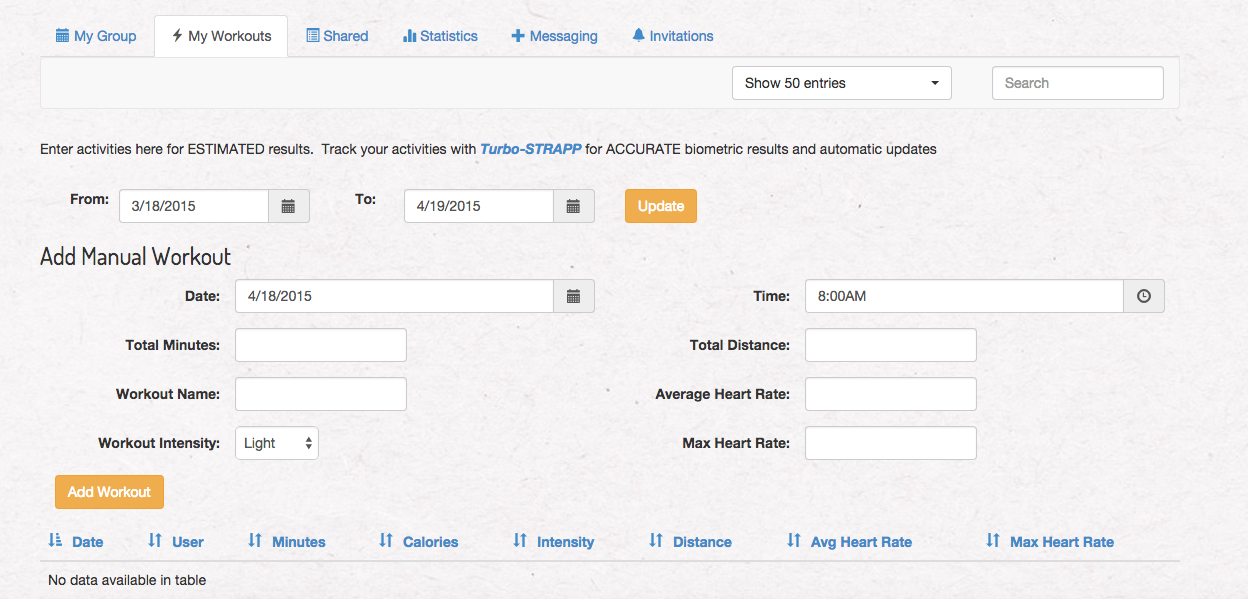 My Group My Workouts Shared Statistics Messaging Invitations
Show 50 entries Search
Enter activities here for ESTIMATED results. Track your activities with Turbo-STRAPP for ACCURATE biometric results and automatic updates
From: 3/18/2015 To: 4/19/2015 Update
Add Manual Workout
Date: 4/18/2015 Time: 8:00AM
Total Minutes: Total Distance:
Workout Name: Average Heart Rate:
Workout Intensity: Light Max Heart Rate:
Add Workout
Date User Minutes Calories Intensity Distance Avg Heart Rate Max Heart Rate
No data available in table